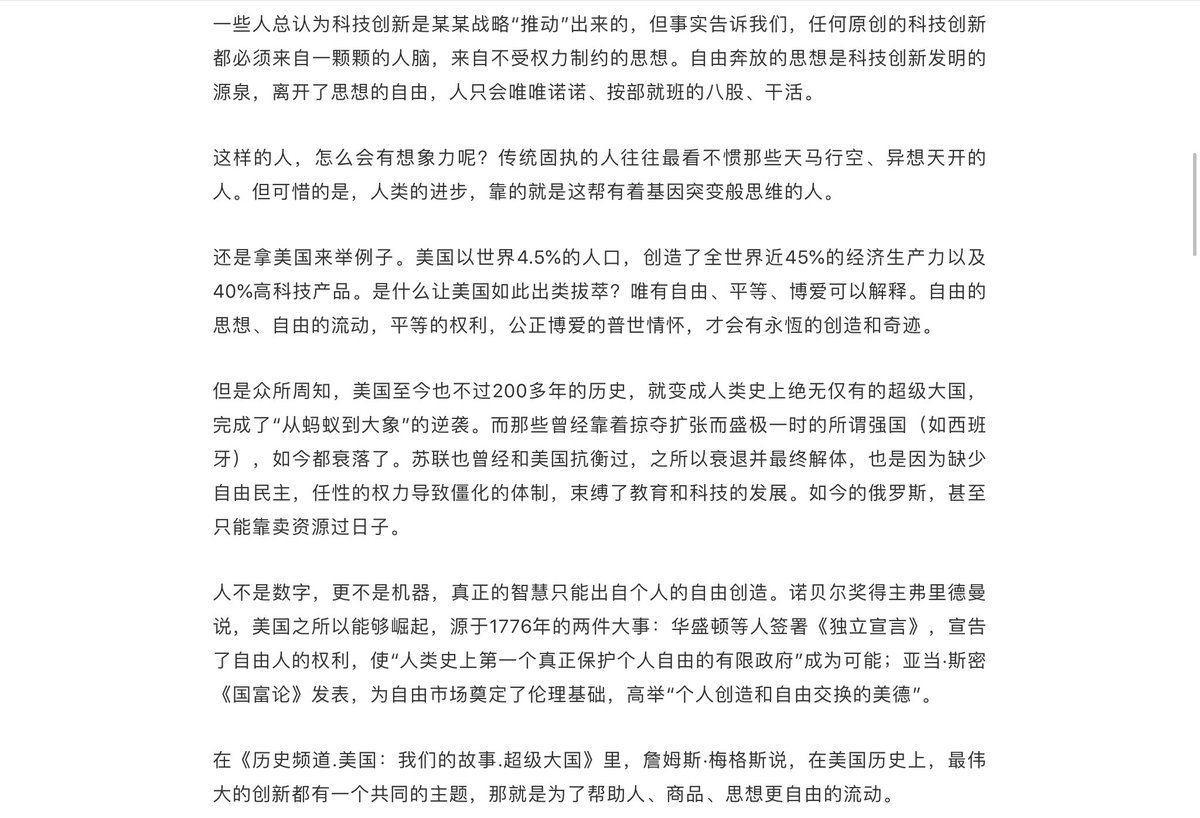 一些人总认为科技创新是某某战略“推动”出来的，但事实告诉我们，任何原创的科技创新
都必须来自一颗颗的人脑，来自不受权力制约的思想。自由奔放的思想是科技创新发明的
源泉，离开了思想的自由，人只会唯唯诺诺、按部就班的八股、干活。
这样的人，怎么会有想象力呢？传统固执的人往往最看不惯那些天马行空、异想天开的
人。但可惜的是，人类的进步，靠的就是这帮有着基因突变般思维的人。
还是拿美国来举例子。美国以世界4.5%的人口，创造了全世界近45%的经济生产力以及
40%高科技产品。是什么让美国如此出类拔萃？唯有自由、平等、博爱可以解释。自由的
思想、自由的流动，平等的权利，公正博爱的普世情怀，才会有永恆的创造和奇迹。
但是众所周知，美国至今也不过200多年的历史，就变成人类史上绝无仅有的超级大国，
完成了“从蚂蚁到大象”的逆袭。而那些曾经靠着掠夺扩张而盛极一时的所谓强国（如西班
牙），如今都衰落了。苏联也曾经和美国抗衡过，之所以衰退并最终解体，也是因为缺少
自由民主，任性的权力导致僵化的体制，束缚了教育和科技的发展。如今的俄罗斯，甚至
只能靠卖资源过日子。
人不是数字，更不是机器，真正的智慧只能出自个人的自由创造。诺贝尔奖得主弗里德曼
说，美国之所以能够崛起，源于1776年的两件大事：华盛顿等人签署《独立宣言》，宣告
了自由人的权利，使“人类史上第一个真正保护个人自由的有限政府”成为可能；亚当·斯密
《国富论》发表，为自由市场奠定了伦理基础，高举“个人创造和自由交换的美德”。
在《历史频道.美国：我们的故事.超级大国》里，詹姆斯·梅格斯说，在美国历史上，最伟
大的创新都有一个共同的主题，那就是为了帮助人、商品、思想更自由的流动。